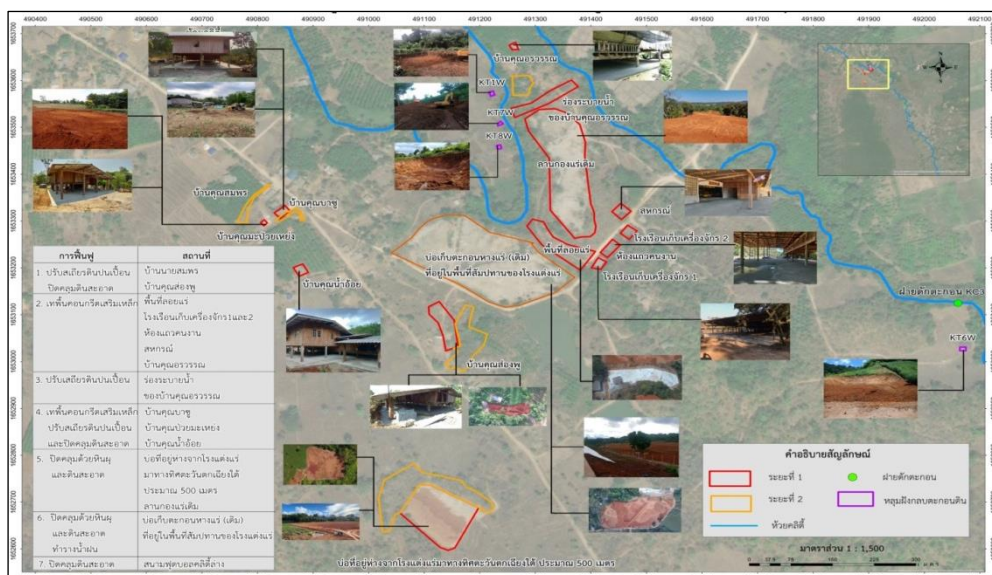 490400 490500 490600 490700 490800 490900 491000 491100 491200 491300 491400 491500 491600 491700 491800 491900 492000 492100
1653700
1653600
1653500
1653400
1653300
1653200
1653100
1653000
1652900
1652800
1652700
1652600
บ้านคุณอรวรรณ
KT1W
KT7W
KT8W
ร่องระบายน้ำ
ของบ้านคุณอรวรรณ
ลานกองแร่เดิม
บ้านคุณสมพร
บ้านคุณบาซู
บ้านคุณมะป่วยเหย่ง
บ้านคุณน้ำอ้อย
สหกรณ์
โรงเรือนเก็บเครื่องจักร 2
ห้องแถวคนงาน
โรงเรือนเก็บเครื่องจักร 1
พื้นที่ลอยแร่
บ่อเก็บตะกอนหางแร่ (เดิม)
ที่อยู่ในพื้นที่สัมปทานของโรงแต่งแร่
ฝายดักตะกอน KC3
KT6W
บ้านคุณส่องพู
การฟื้นฟู สถานที่
1. ปรับเสถียรดินปนเปื้อน บ้านนายสมพร
ปิดคลุมดินสะอาด บ้านคุณส่องพู
2. เทพื้นคอนกรีตเสริมเหล็ก พื้นที่ลอยแร่
โรงเรือนเก็บเครื่องจักร1และ2
ห้องแถวคนงาน
สหกรณ์
บ้านคุณอรวรรณ
3. ปรับเสถียรดินปนเปื้อน ร่องระบายน้ำ
ของบ้านคุณอรวรรณ
4. เทพื้นคอนกรีตเสริมเหล็ก บ้านคุณบาซู
ปรับเสถียรดินปนเปื้อน บ้านคุณป่วยมะเหยง
และปิดคลุมดินสะอาด บ้านคุณน้ำอ้อย
5. ปิดคลุมด้วยหินผุ บ่อที่อยู่ห่างจากโรงแต่งแร่
และดินสะอาด มาทางทิศตะวันตกเฉียงใต้
ประมาณ 500 เมตร
ลานกองแร่เดิม
6. ปิดคลุมด้วยหินผุ บ่อเก็บตะกอนหางแร่ (เดิม)
และดินสะอาด ที่อยู่ในพื้นที่สัมปทานของโรงแต่งแร่
ทำรางน้ำฝน
7. ปิดคลุมดินสะอาด สนามฟุตบอลคลิตี้ล่าง
บ่อที่อยู่ห่างจากโรงแต่งแร่มาทางทิศตะวันตกเฉียงใต้ ประมาณ 500 เมตร
คำอธิบายสัญลักษณ์
ระยะที่ 1 ฝายดักตะกอน
ระยะที่ 2 หลุมฝังกลบตะกอนดิน
ห้วยคลิตี้
มาตราส่วน 1 : 1,500